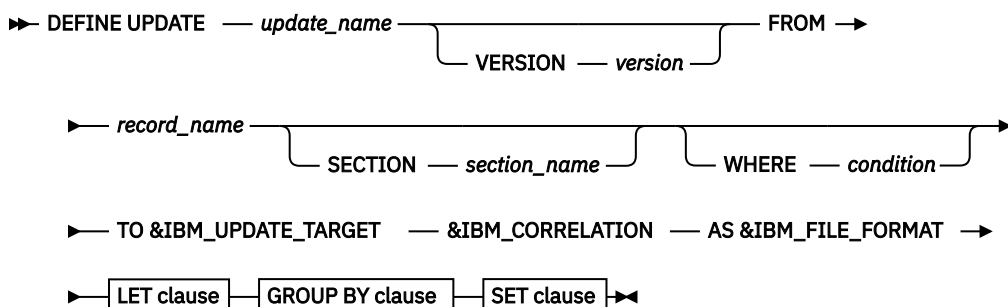 DEFINE UPDATE update_name FROM
VERSION version
record_name
SECTION section_name WHERE condition
TO &IBM_UPDATE_TARGET &IBM_CORRELATION AS &IBM_FILE_FORMAT
LET clause GROUP BY clause SET clause